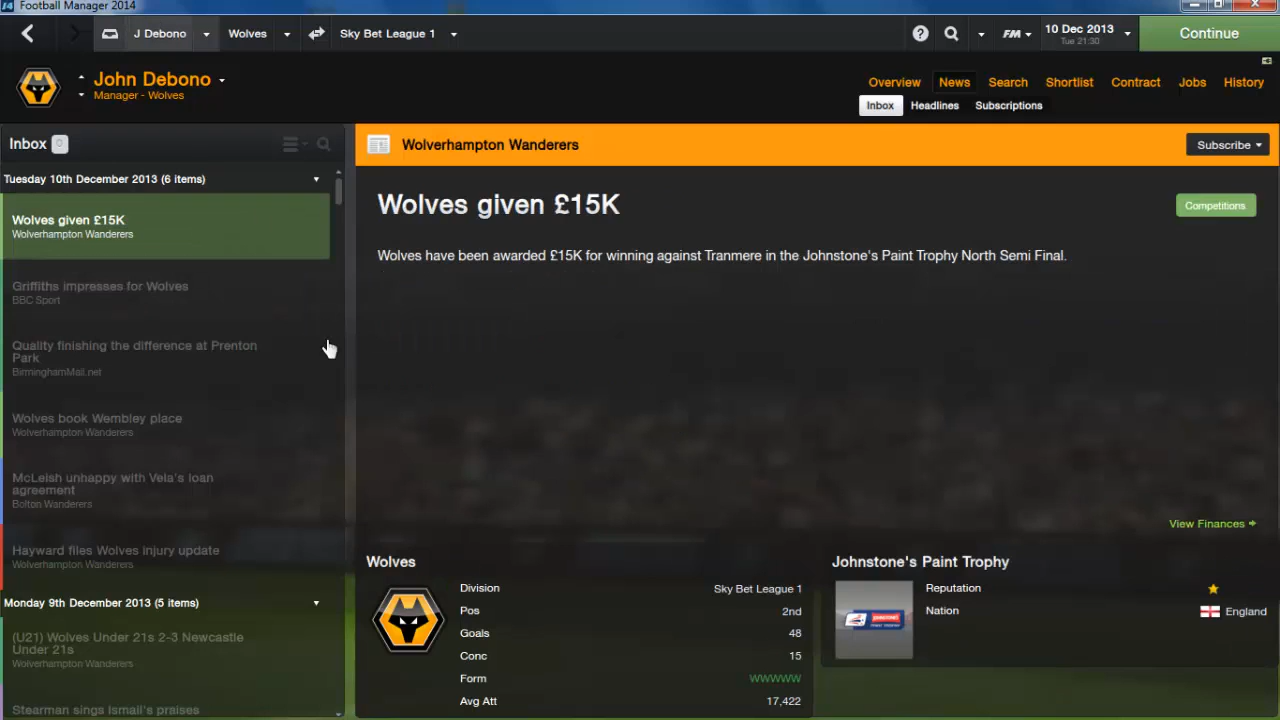 Football Manager 2014
J Debono
Wolves
Sky Bet League 1
FM
10 Dec 2013
Tue 21:30
Continue
John Debono
Manager - Wolves
Overview
News
Search
Shortlist
Contract
Jobs
History
Inbox
Headlines
Subscriptions
Inbox 0
Tuesday 10th December 2013 (6 items)
Wolves given £15K
Wolverhampton Wanderers
Griffiths impresses for Wolves
BBC Sport
Quality finishing the difference at Prenton
Park
BirminghamMail.net
Wolves book Wembley place
Wolverhampton Wanderers
McLeish unhappy with Vela's loan
agreement
Bolton Wanderers
Hayward files Wolves injury update
Wolverhampton Wanderers
Monday 9th December 2013 (5 items)
(U21) Wolves Under 21s 2-3 Newcastle
Under 21s
Wolverhampton Wanderers
Stearman sings Ismail's praises
Wolverhampton Wanderers
Subscribe
Wolves given £15K
Competitions
Wolves have been awarded £15K for winning against Tranmere in the Johnstone's Paint Trophy North Semi Final.
View Finances
Wolves
Division Sky Bet League 1
Pos 2nd
Goals 48
Conc 15
Form WWWWW
Avg Att 17,422
Johnstone's Paint Trophy
Reputation
Nation England